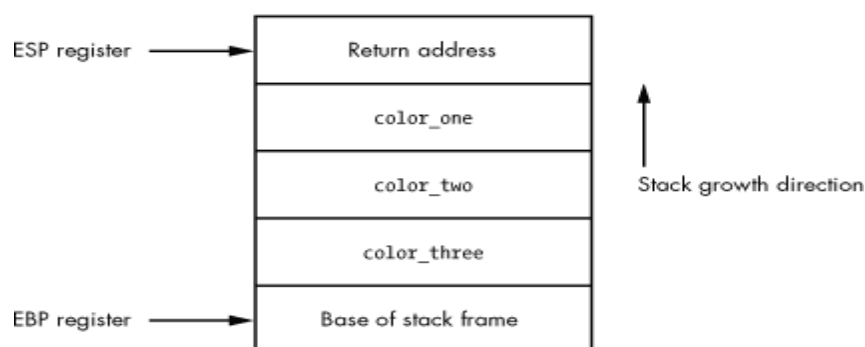 ESP register
Return address
color_one
color_two
Stack growth direction
color_three
EBP register
Base of stack frame